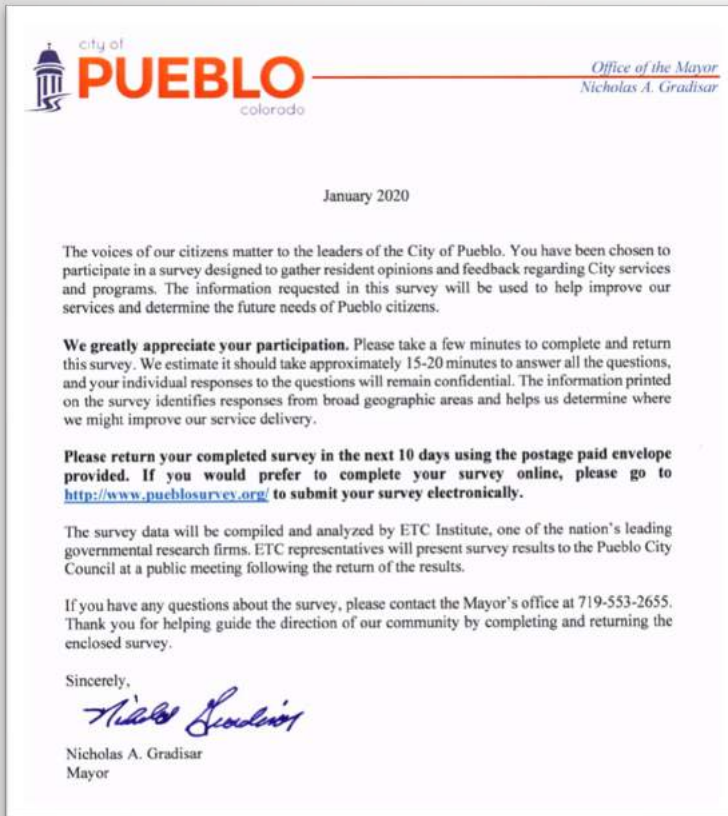 city of
PUEBLO
colorado
Office of the Mayor
Nicholas A. Gradisar
January 2020
The voices of our citizens matter to the leaders of the City of Pueblo. You have been chosen to
participate in a survey designed to gather resident opinions and feedback regarding City services
and programs. The information requested in this survey will be used to help improve our
services and determine the future needs of Pueblo citizens.
We greatly appreciate your participation. Please take a few minutes to complete and return
this survey. We estimate it should take approximately 15-20 minutes to answer all the questions,
and your individual responses to the questions will remain confidential. The information printed
on the survey identifies responses from broad geographic areas and helps us determine where
we might improve our service delivery.
Please return your completed survey in the next 10 days using the postage paid envelope
provided. If you would prefer to complete your survey online, please go to
http://www.pueblosurvey.org/ to submit your survey electronically.
The survey data will be compiled and analyzed by ETC Institute, one of the nation's leading
governmental research firms. ETC representatives will present survey results to the Pueblo City
Council at a public meeting following the return of the results.
If you have any questions about the survey, please contact the Mayor's office at 719-553-2655.
Thank you for helping guide the direction of our community by completing and returning the
enclosed survey.
Sincerely,
Nicholas Gradisar
Nicholas A. Gradisar
Mayor